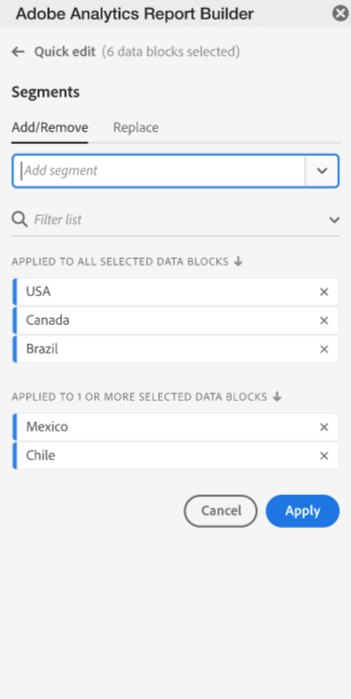 Adobe Analytics Report Builder
Quick edit (6 data blocks selected)
Segments
Add/Remove Replace
Add segment
Filter list
APPLIED TO ALL SELECTED DATA BLOCKS
USA
Canada
Brazil
APPLIED TO 1 OR MORE SELECTED DATA BLOCKS
Mexico
Chile
Cancel Apply